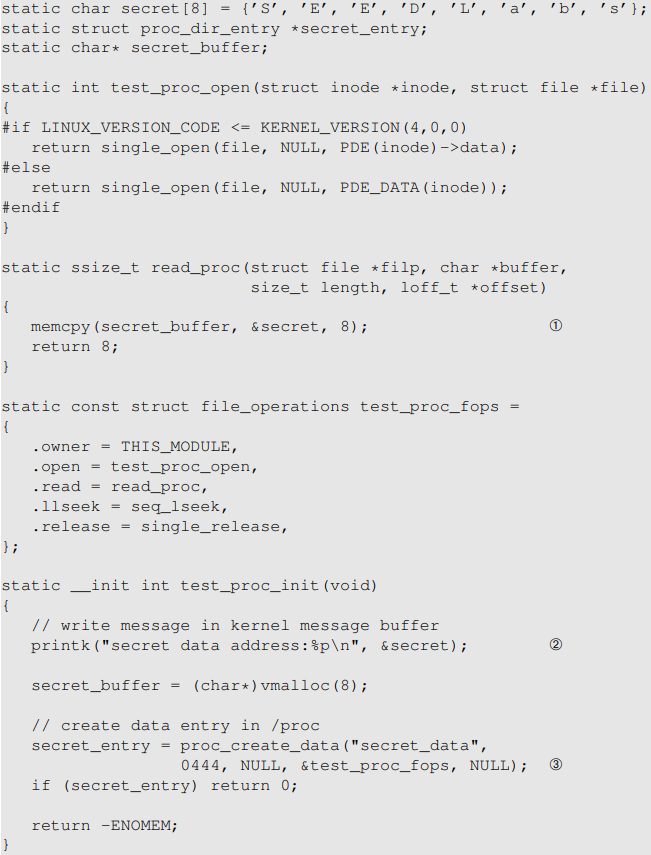 static char secret[8] = {’S’, ’E’, ’E’, ’D’, ’L’, ’a’, ’b’, ’s’};
static struct proc_dir_entry *secret_entry;
static char* secret_buffer;

static int test_proc_open(struct inode *inode, struct file *file)
{
#if LINUX_VERSION_CODE <= KERNEL_VERSION(4,0,0)
   return single_open(file, NULL, PDE(inode)->data);
#else
   return single_open(file, NULL, PDE_DATA(inode));
#endif
}

static ssize_t read_proc(struct file *filp, char *buffer,
                         size_t length, loff_t *offset)
{
   memcpy(secret_buffer, &secret, 8);                  ①
   return 8;
}

static const struct file_operations test_proc_fops =
{
   .owner = THIS_MODULE,
   .open = test_proc_open,
   .read = read_proc,
   .llseek = seq_lseek,
   .release = single_release,
};

static __init int test_proc_init(void)
{
   // write message in kernel message buffer
   printk("secret data address:%p\n", &secret);        ②

   secret_buffer = (char*)vmalloc(8);

   // create data entry in /proc
   secret_entry = proc_create_data("secret_data",
                  0444, NULL, &test_proc_fops, NULL);  ③
   if (secret_entry) return 0;

   return -ENOMEM;
}